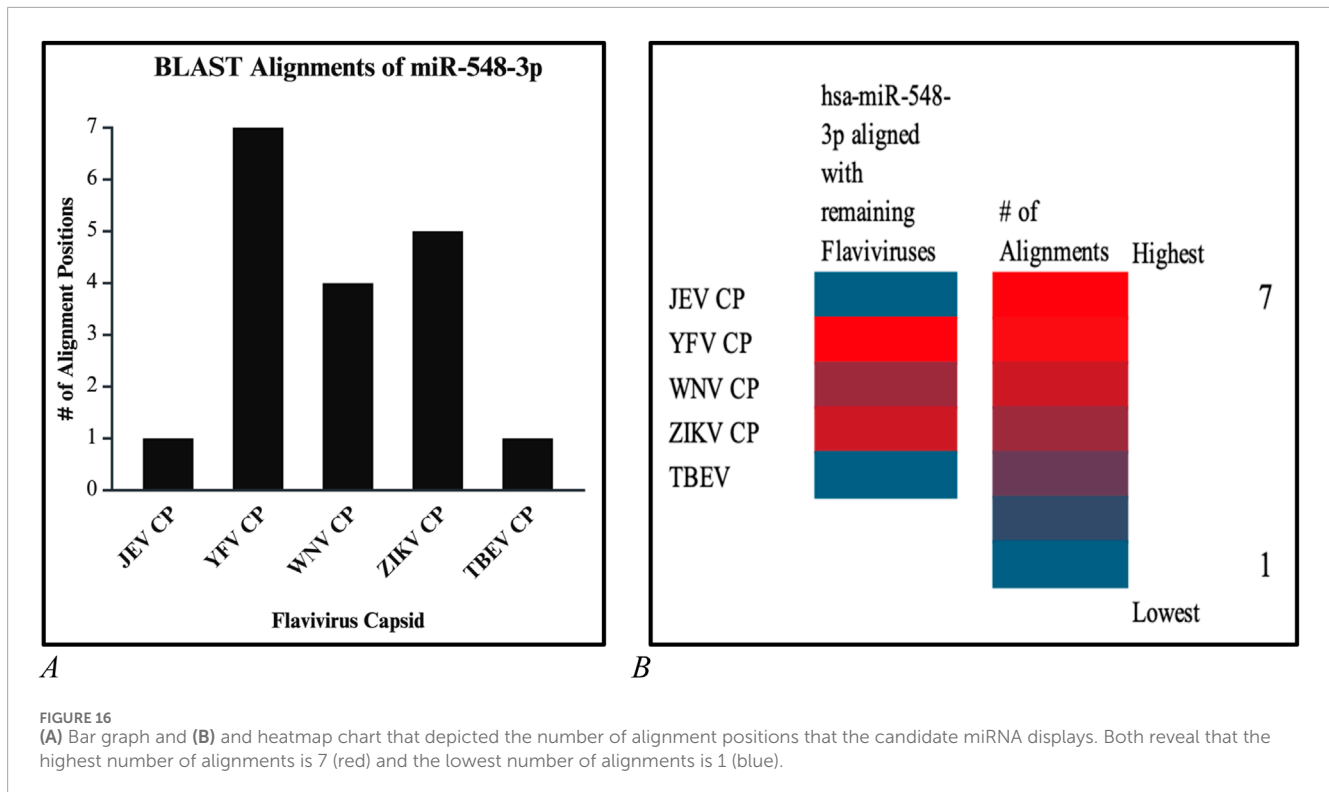 BLAST Alignments of miR-548-3p
# of Alignment Positions
7
6
5
4
3
2
1
0
JEV CP
YFV CP
WNV CP
ZIKV CP
TBEV CP
Flavivirus Capsid
A
hsa-miR-548-
3p aligned
with
remaining
Flaviviruses
# of
Alignments
Highest
JEV CP
YFV CP
WNV CP
ZIKV CP
TBEV
7
1
Lowest
B
FIGURE 16
(A) Bar graph and (B) and heatmap chart that depicted the number of alignment positions that the candidate miRNA displays. Both reveal that the
highest number of alignments is 7 (red) and the lowest number of alignments is 1 (blue).